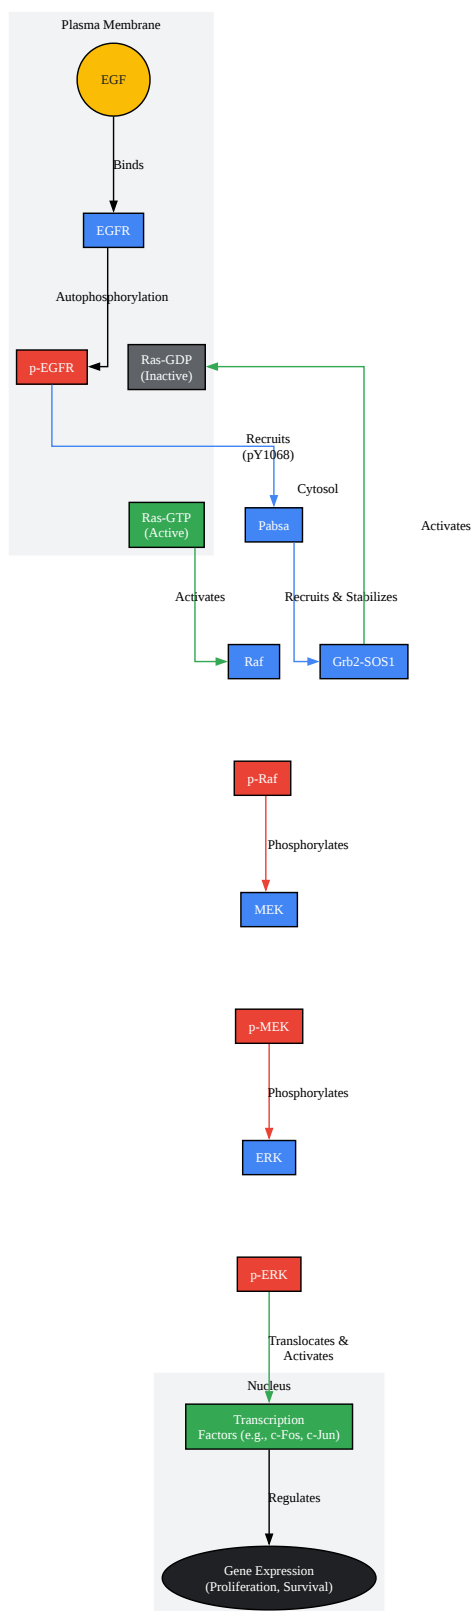 Plasma Membrane
EGF
Binds
EGFR
Autophosphorylation
p-EGFR
Ras-GDP
(Inactive)
Recruits
(pY1068)
Cytosol
Ras-GTP
(Active)
Pabsa
Activates
Activates
Recruits & Stabilizes
Raf
Grb2-SOS1
p-Raf
Phosphorylates
MEK
p-MEK
Phosphorylates
ERK
p-ERK
Translocates &
Activates
Nucleus
Transcription
Factors (e.g., c-Fos, c-Jun)
Regulates
Gene Expression
(Proliferation, Survival)